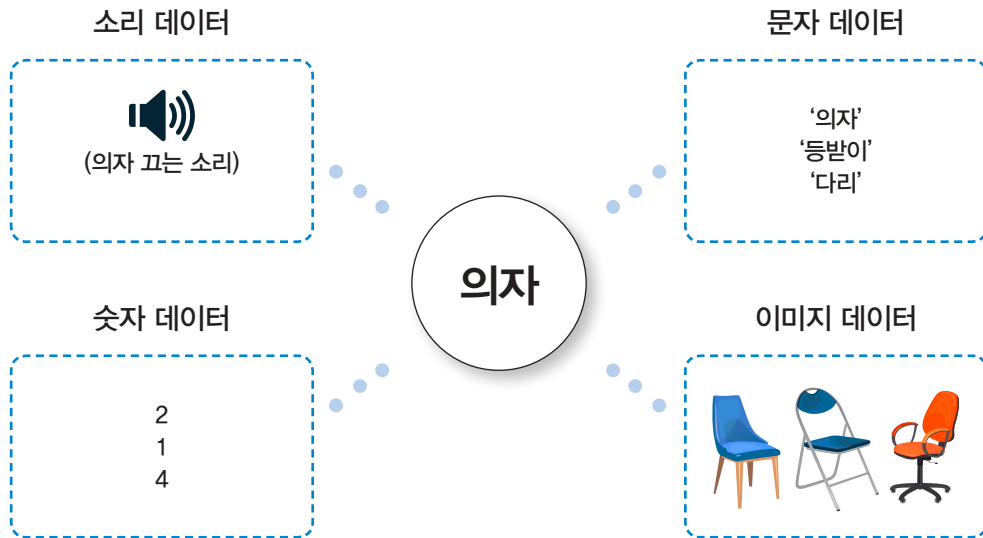 소리 데이터
(의자 끄는 소리)
문자 데이터
‘의자’
‘등받이’
‘다리’
의자
숫자 데이터
2
1
4
이미지 데이터